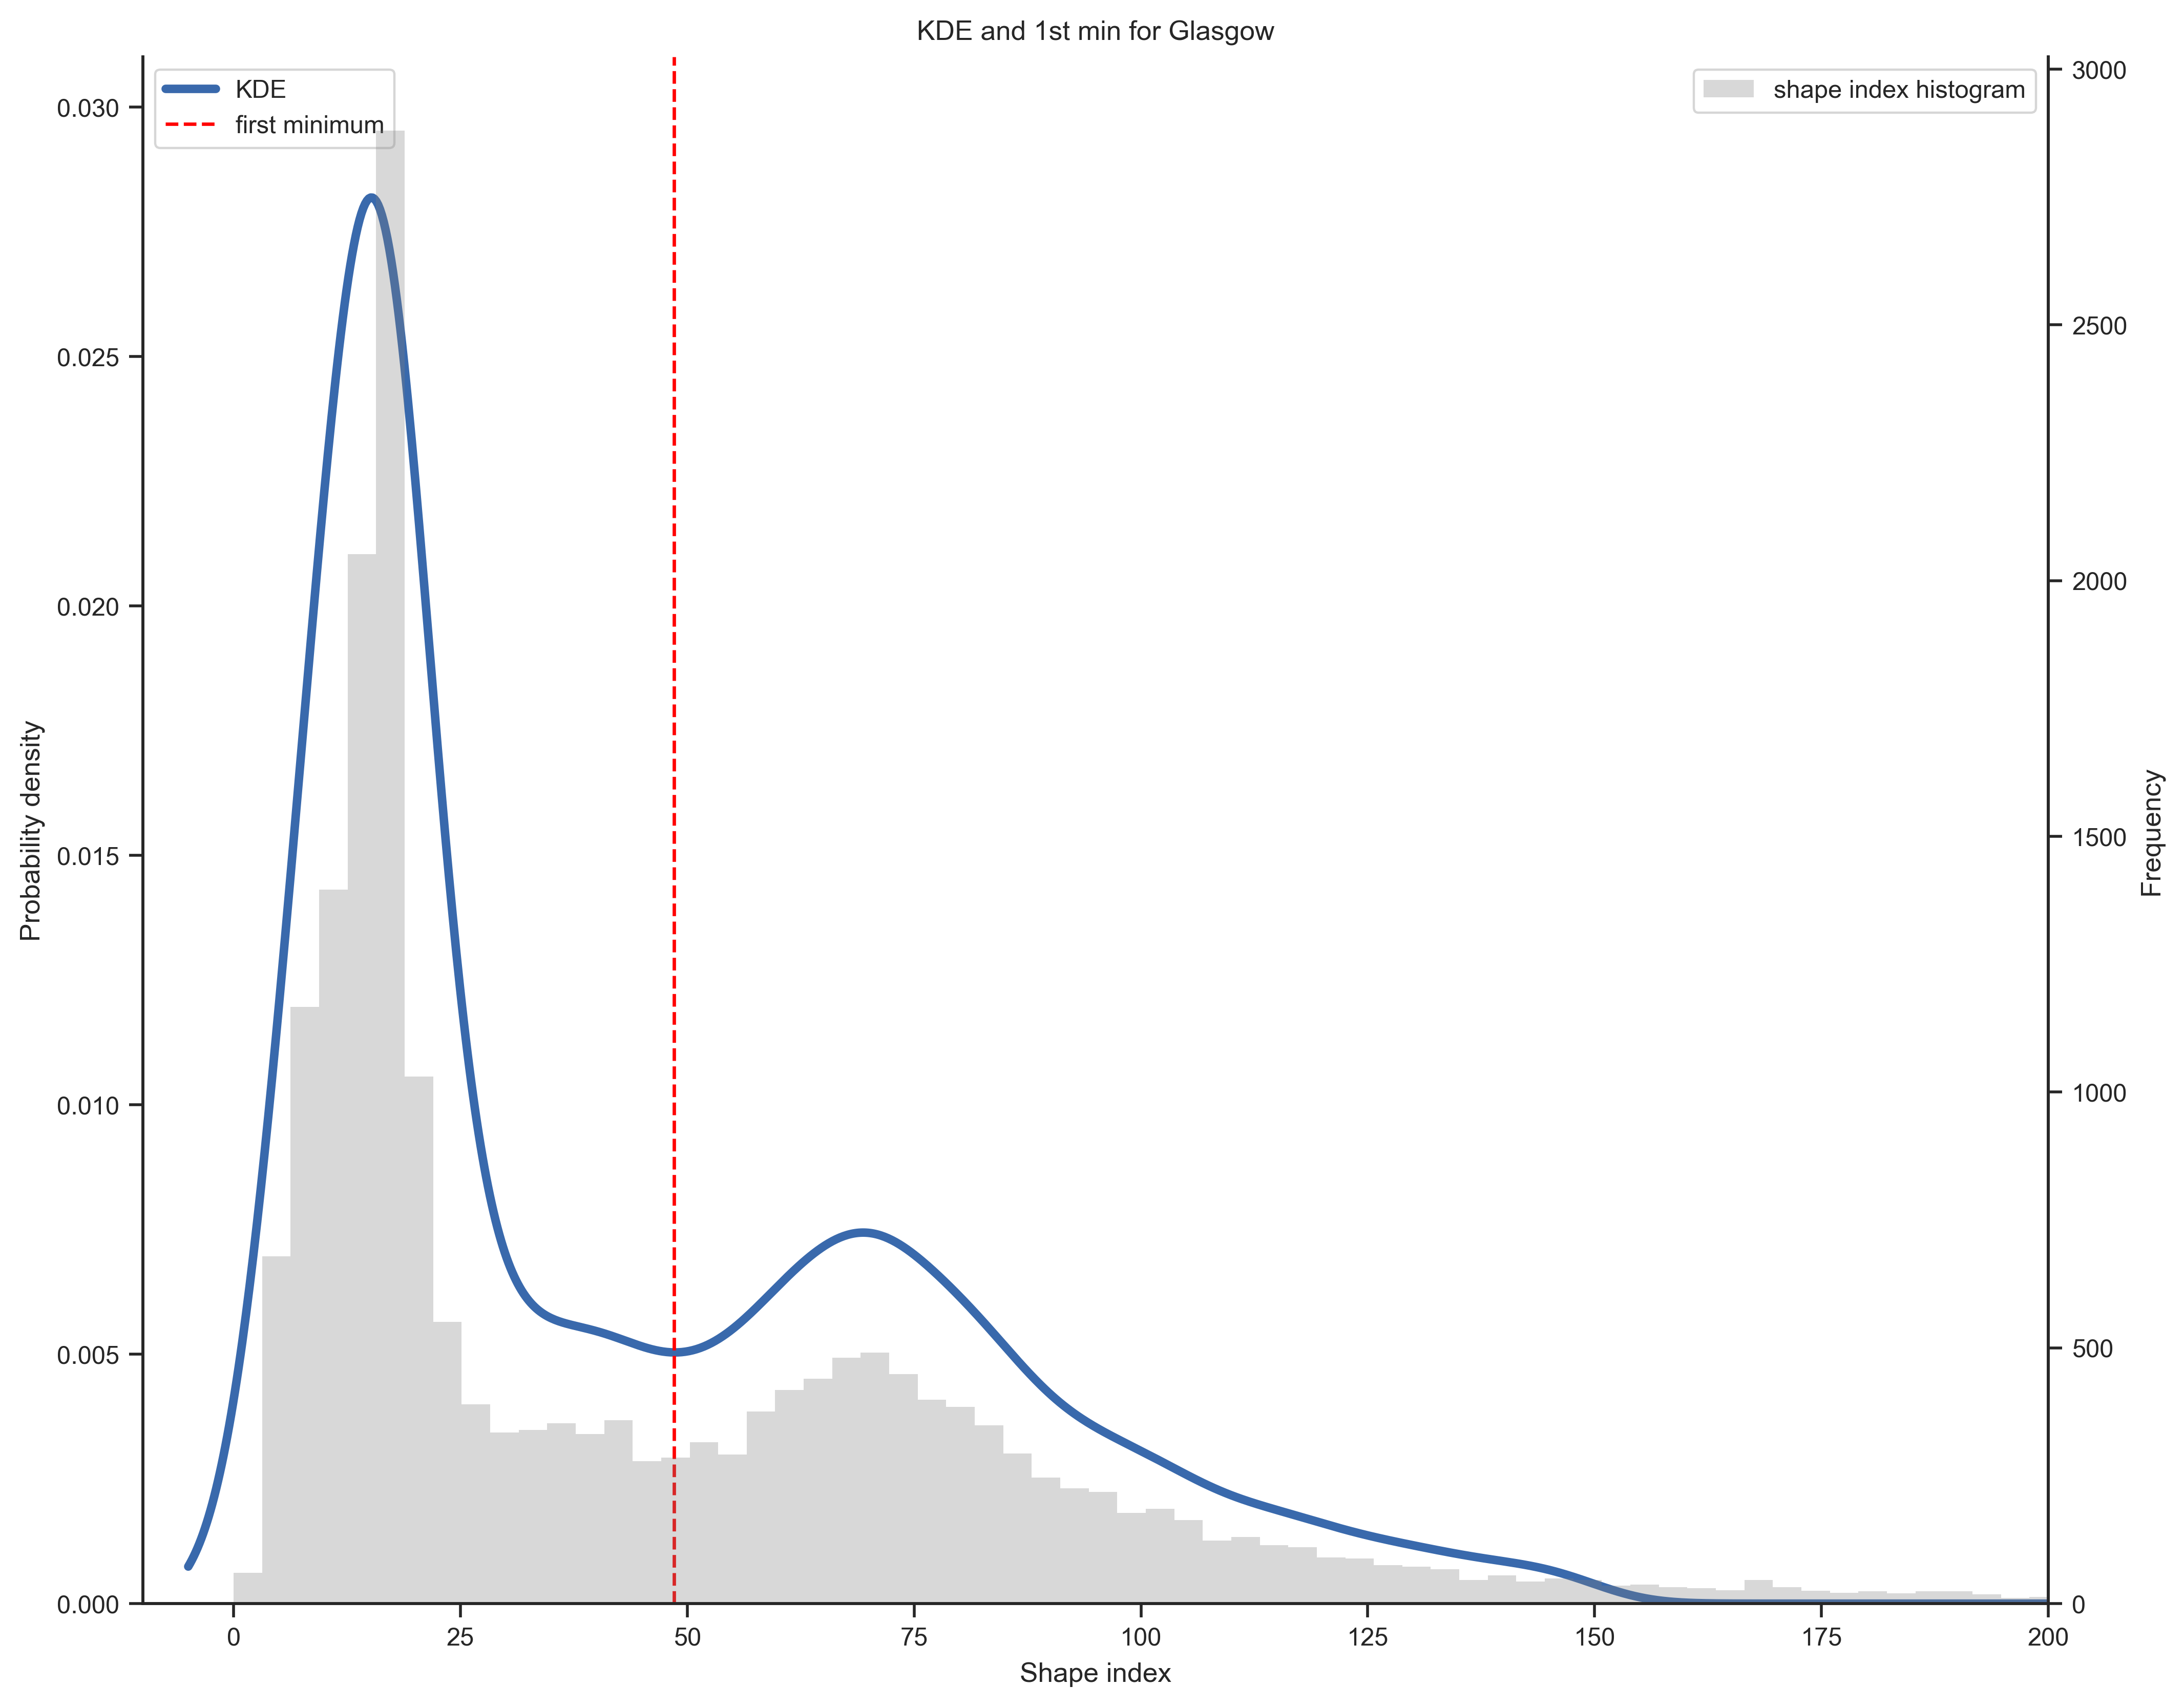 KDE and 1st min for Glasgow
KDE
first minimum
shape index histogram
0.030
0.025
0.020
0.015
0.010
0.005
0.000
Probability density
3000
2500
2000
1500
1000
500
0
Frequency
0 25 50 75 100 125 150 175 200
Shape index